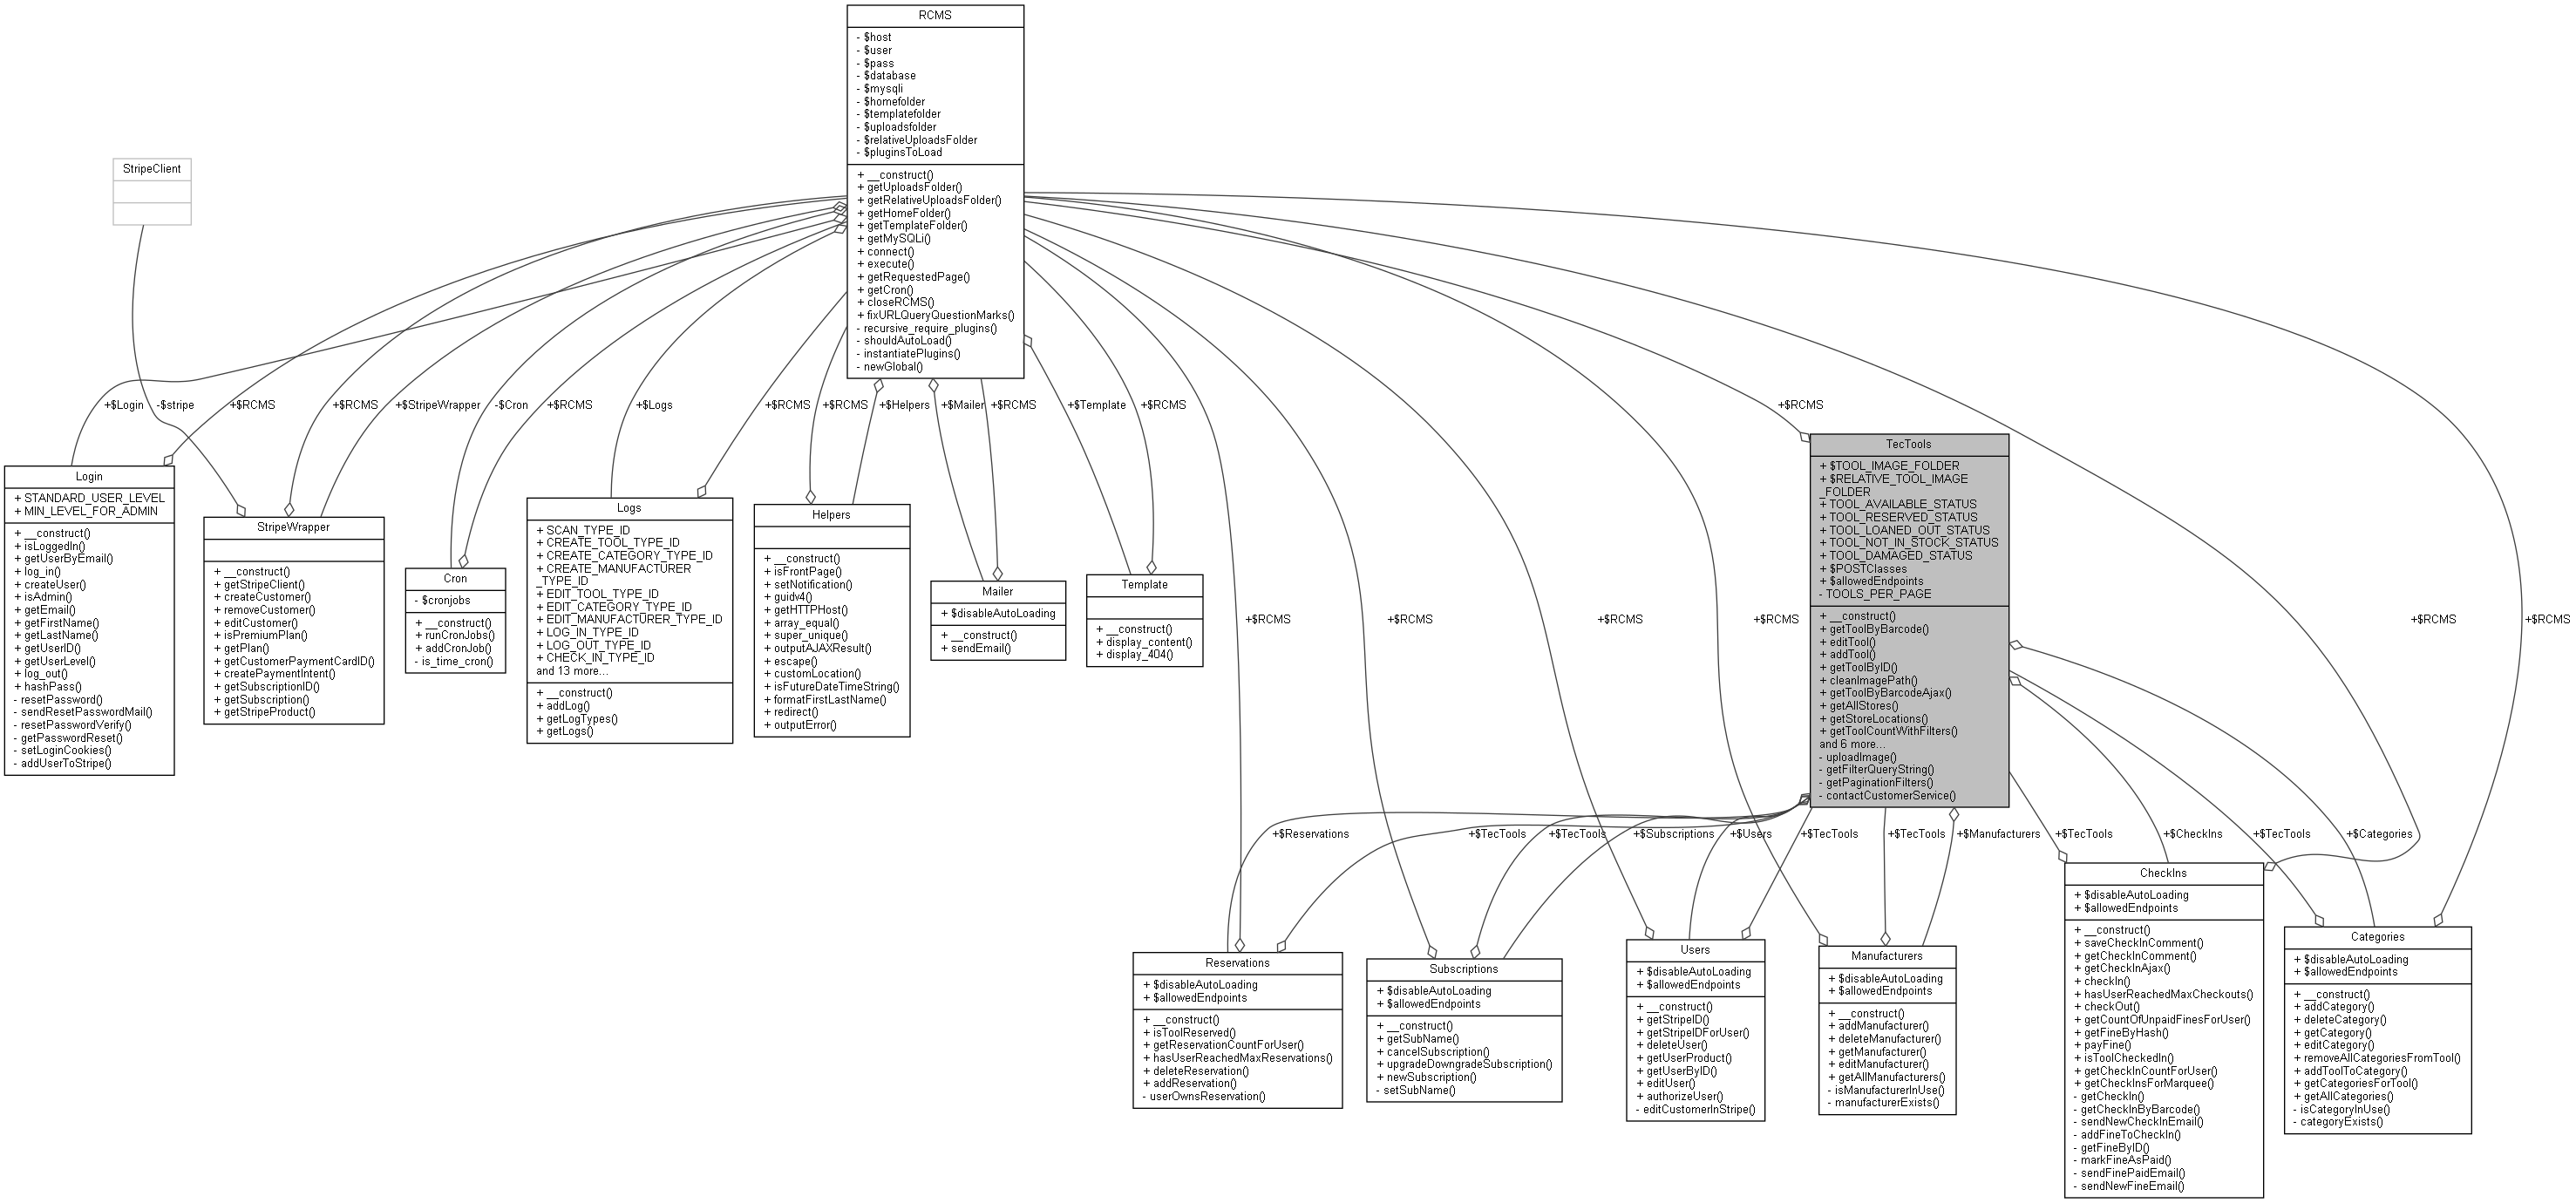 RCMS
- $host
- $user
- $pass
- $database
- $mysqli
- $homefolder
- $templatefolder
- $uploadsfolder
- $relativeUploadsFolder
- $pluginsToLoad
+ __construct()
+ getUploadsFolder()
+ getRelativeUploadsFolder()
+ getHomeFolder()
+ getTemplateFolder()
+ getMySQLi()
+ connect()
+ execute()
+ getRequestedPage()
+ getCron()
+ closeRCMS()
+ fixURLQueryQuestionMarks()
- recursive_require_plugins()
- shouldAutoLoad()
- instantiatePlugins()
- newGlobal()
StripeClient
+$Login
-$stripe
+$RCMS
+$RCMS
+$StripeWrapper
-$Cron
+$RCMS
+$Logs
+$RCMS
+$RCMS
+$Helpers
+$Mailer
+$RCMS
+$Template
+$RCMS
+$RCMS
Login
+ STANDARD_USER_LEVEL
+ MIN_LEVEL_FOR_ADMIN
+ __construct()
+ isLoggedIn()
+ getUserByEmail()
+ log_in()
+ createUser()
+ isAdmin()
+ getEmail()
+ getFirstName()
+ getLastName()
+ getUserID()
+ getUserLevel()
+ log_out()
+ hashPass()
- resetPassword()
- sendResetPasswordMail()
- resetPasswordVerify()
- getPasswordReset()
- setLoginCookies()
- addUserToStripe()
StripeWrapper
+ __construct()
+ getStripeClient()
+ createCustomer()
+ removeCustomer()
+ editCustomer()
+ isPremiumPlan()
+ getPlan()
+ getCustomerPaymentCardID()
+ createPaymentIntent()
+ getSubscriptionID()
+ getSubscription()
+ getStripeProduct()
Cron
- $cronjobs
+ __construct()
+ runCronJobs()
+ addCronJob()
- is_time_cron()
Logs
+ SCAN_TYPE_ID
+ CREATE_TOOL_TYPE_ID
+ CREATE_CATEGORY_TYPE_ID
+ CREATE_MANUFACTURER
_TYPE_ID
+ EDIT_TOOL_TYPE_ID
+ EDIT_CATEGORY_TYPE_ID
+ EDIT_MANUFACTURER_TYPE_ID
+ LOG_IN_TYPE_ID
+ LOG_OUT_TYPE_ID
+ CHECK_IN_TYPE_ID
and 13 more...
+ __construct()
+ addLog()
+ getLogTypes()
+ getLogs()
Helpers
+ __construct()
+ isFrontPage()
+ setNotification()
+ guidv4()
+ getHTTPHost()
+ array_equal()
+ super_unique()
+ outputAJAXResult()
+ escape()
+ customLocation()
+ isFutureDateTimeString()
+ formatFirstLastName()
+ redirect()
+ outputError()
Mailer
+ $disableAutoLoading
+ __construct()
+ sendEmail()
Template
+ __construct()
+ display_content()
+ display_404()
TecTools
+ $TOOL_IMAGE_FOLDER
+ $RELATIVE_TOOL_IMAGE
_FOLDER
+ TOOL_AVAILABLE_STATUS
+ TOOL_RESERVED_STATUS
+ TOOL_LOANED_OUT_STATUS
+ TOOL_NOT_IN_STOCK_STATUS
+ TOOL_DAMAGED_STATUS
+ $POSTClasses
+ $allowedEndpoints
- TOOLS_PER_PAGE
+ __construct()
+ getToolByBarcode()
+ editTool()
+ addTool()
+ getToolByID()
+ cleanImagePath()
+ getToolByBarcodeAjax()
+ getAllStores()
+ getStoreLocations()
+ getToolCountWithFilters()
and 6 more...
- uploadImage()
- getFilterQueryString()
- getPaginationFilters()
- contactCustomerService()
+$RCMS
+$RCMS
+$RCMS
+$RCMS
+$RCMS
+$RCMS
+$Reservations
+$TecTools
+$TecTools
+$Subscriptions
+$Users
+$TecTools
+$TecTools
+$Manufacturers
+$TecTools
+$CheckIns
+$TecTools
+$Categories
Reservations
+ $disableAutoLoading
+ $allowedEndpoints
+ __construct()
+ isToolReserved()
+ getReservationCountForUser()
+ hasUserReachedMaxReservations()
+ deleteReservation()
+ addReservation()
- userOwnsReservation()
Subscriptions
+ $disableAutoLoading
+ $allowedEndpoints
+ __construct()
+ getSubName()
+ cancelSubscription()
+ upgradeDowngradeSubscription()
+ newSubscription()
- setSubName()
Users
+ $disableAutoLoading
+ $allowedEndpoints
+ __construct()
+ getStripeID()
+ getStripeIDForUser()
+ deleteUser()
+ getUserProduct()
+ getUserByID()
+ editUser()
+ authorizeUser()
- editCustomerInStripe()
Manufacturers
+ $disableAutoLoading
+ $allowedEndpoints
+ __construct()
+ addManufacturer()
+ deleteManufacturer()
+ getManufacturer()
+ editManufacturer()
+ getAllManufacturers()
- isManufacturerInUse()
- manufacturerExists()
CheckIns
+ $disableAutoLoading
+ $allowedEndpoints
+ __construct()
+ saveCheckInComment()
+ getCheckInComment()
+ getCheckInAjax()
+ checkIn()
+ hasUserReachedMaxCheckouts()
+ checkOut()
+ getCountOfUnpaidFinesForUser()
+ getFineByHash()
+ payFine()
+ isToolCheckedIn()
+ getCheckInCountForUser()
+ getCheckInsForMarquee()
- getCheckIn()
- getCheckInByBarcode()
- sendNewCheckInEmail()
- addFineToCheckIn()
- getFineByID()
- markFineAsPaid()
- sendFinePaidEmail()
- sendNewFineEmail()
Categories
+ $disableAutoLoading
+ $allowedEndpoints
+ __construct()
+ addCategory()
+ deleteCategory()
+ getCategory()
+ editCategory()
+ removeAllCategoriesFromTool()
+ addToolToCategory()
+ getCategoriesForTool()
+ getAllCategories()
- isCategoryInUse()
- categoryExists()